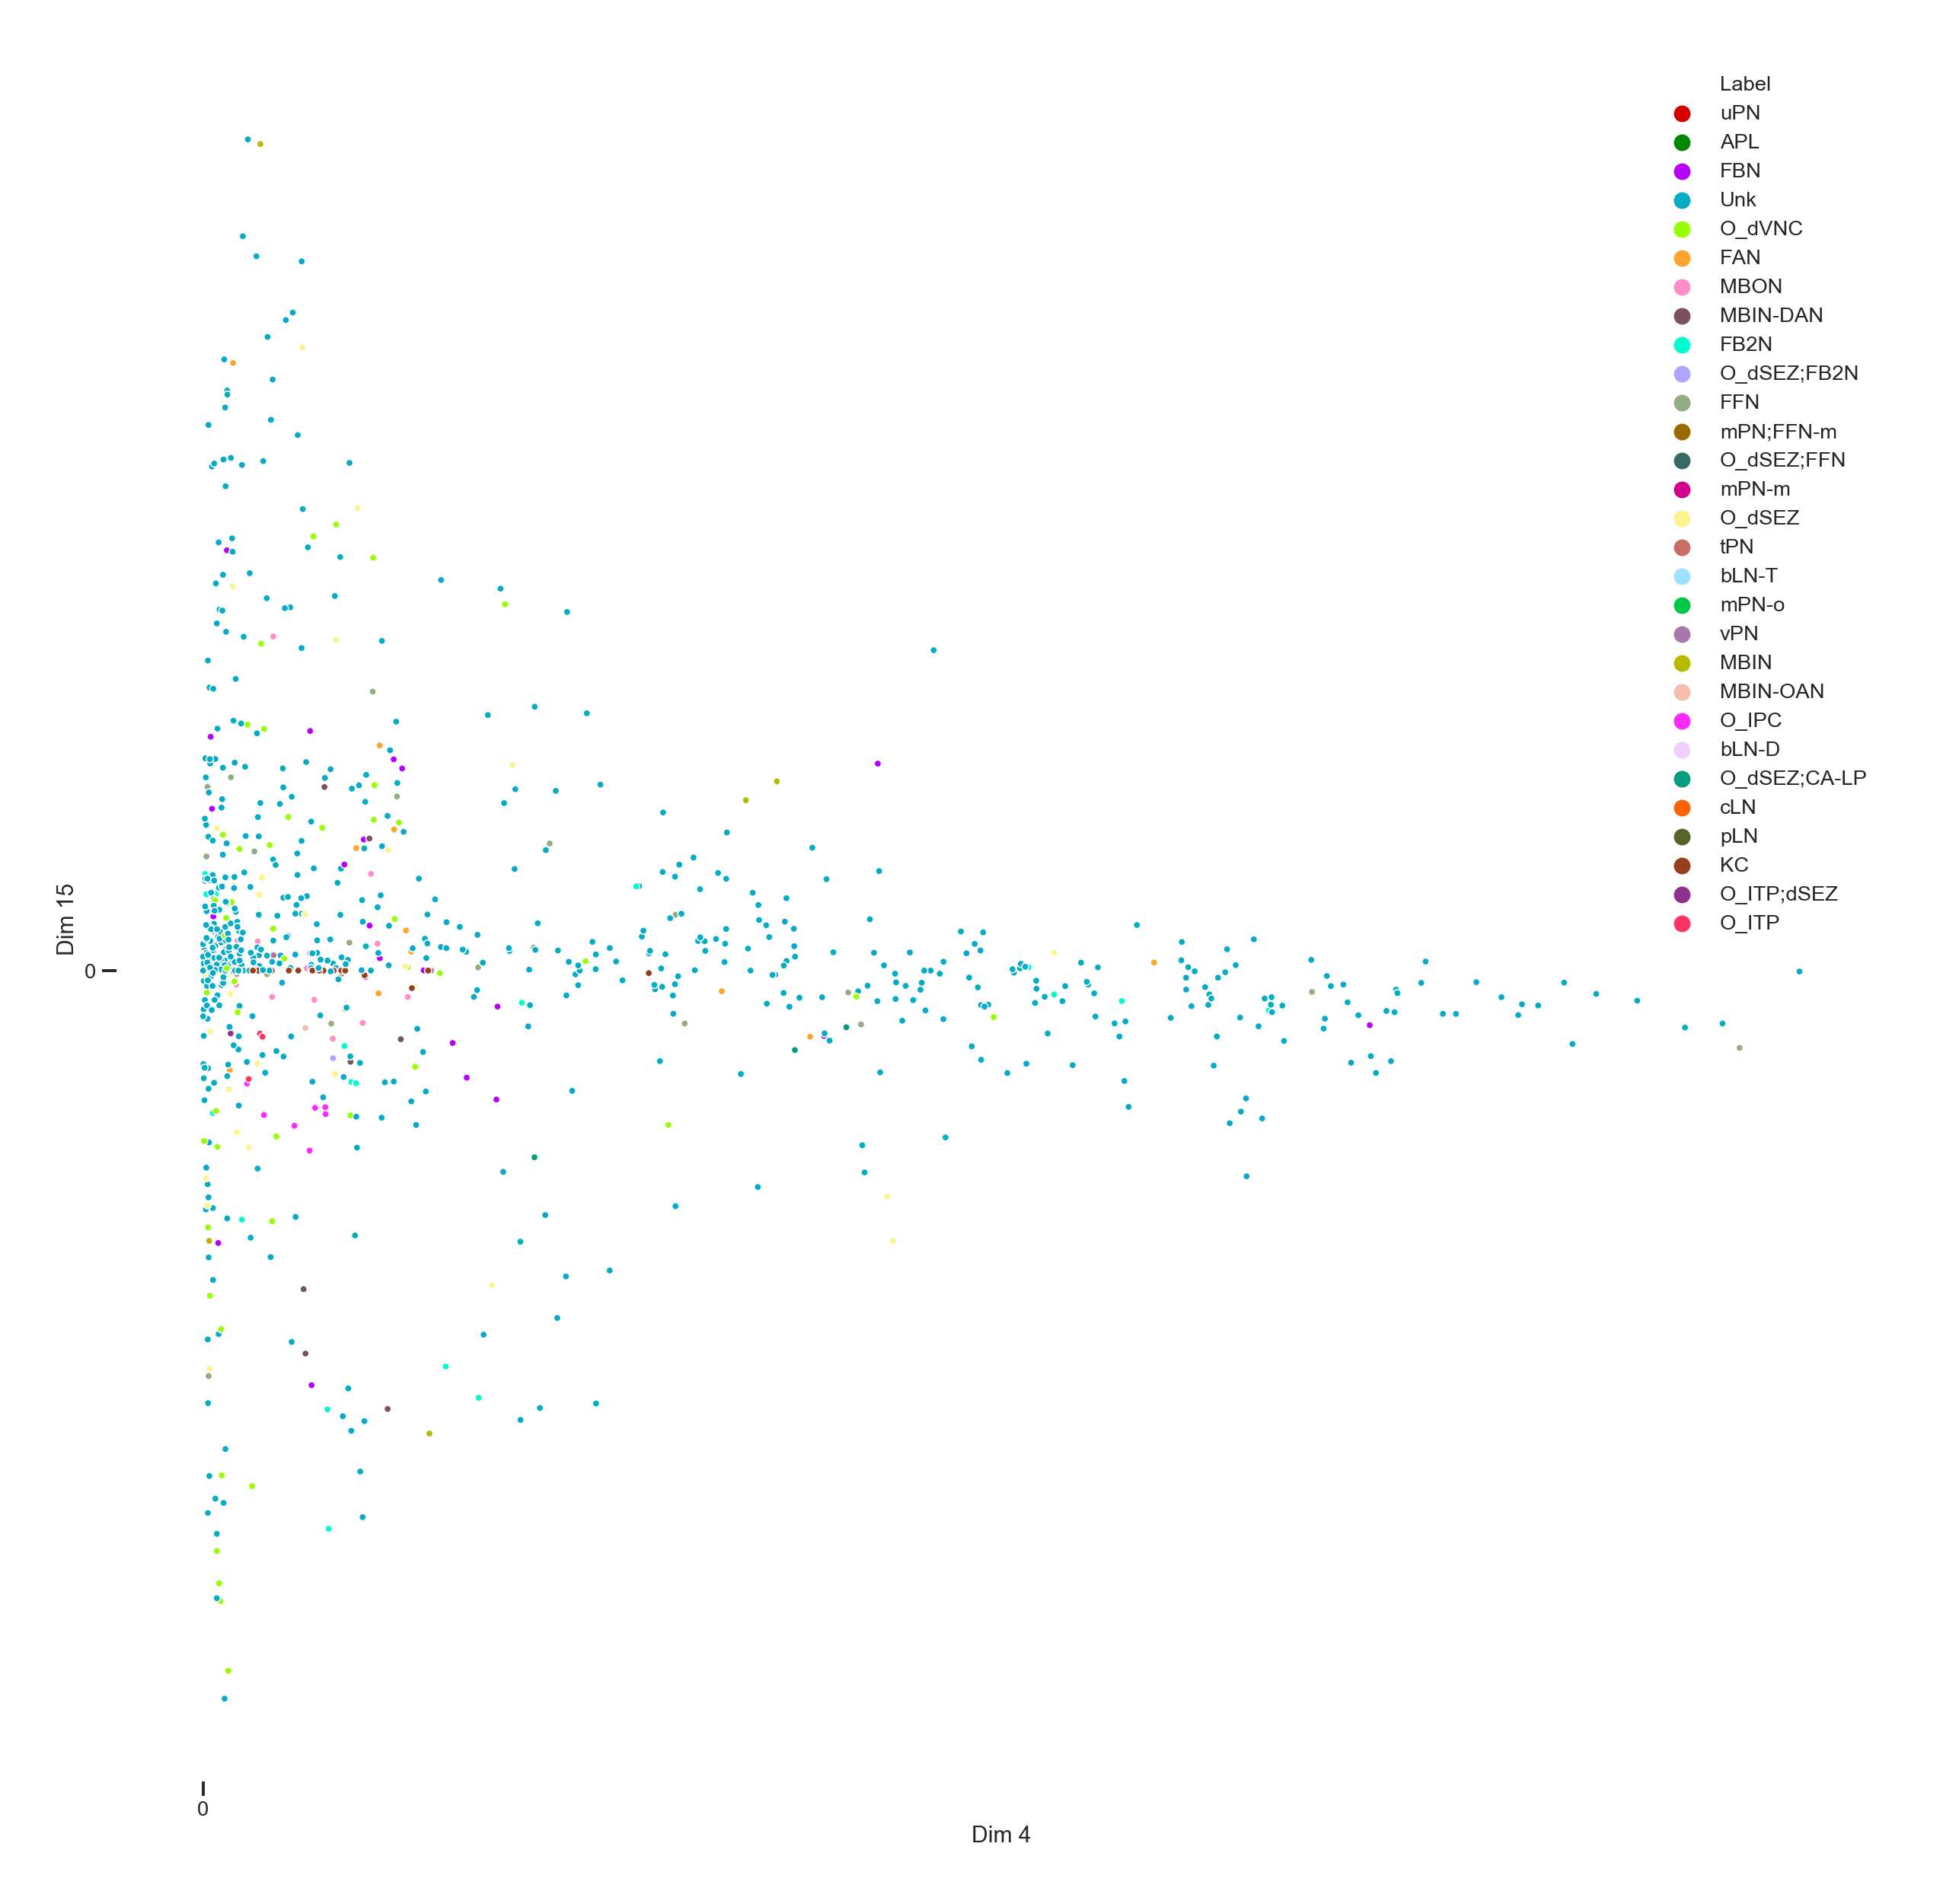 Label
uPN
APL
FBN
Unk
O_dVNC
FAN
MBON
MBIN-DAN
FB2N
O_dSEZ;FB2N
FFN
mPN;FFN-m
O_dSEZ;FFN
mPN-m
O_dSEZ
tPN
bLN-T
mPN-o
vPN
MBIN
MBIN-OAN
O_IPC
bLN-D
O_dSEZ;CA-LP
cLN
pLN
KC
O_ITP;dSEZ
O_ITP
Dim 15
0
0
Dim 4